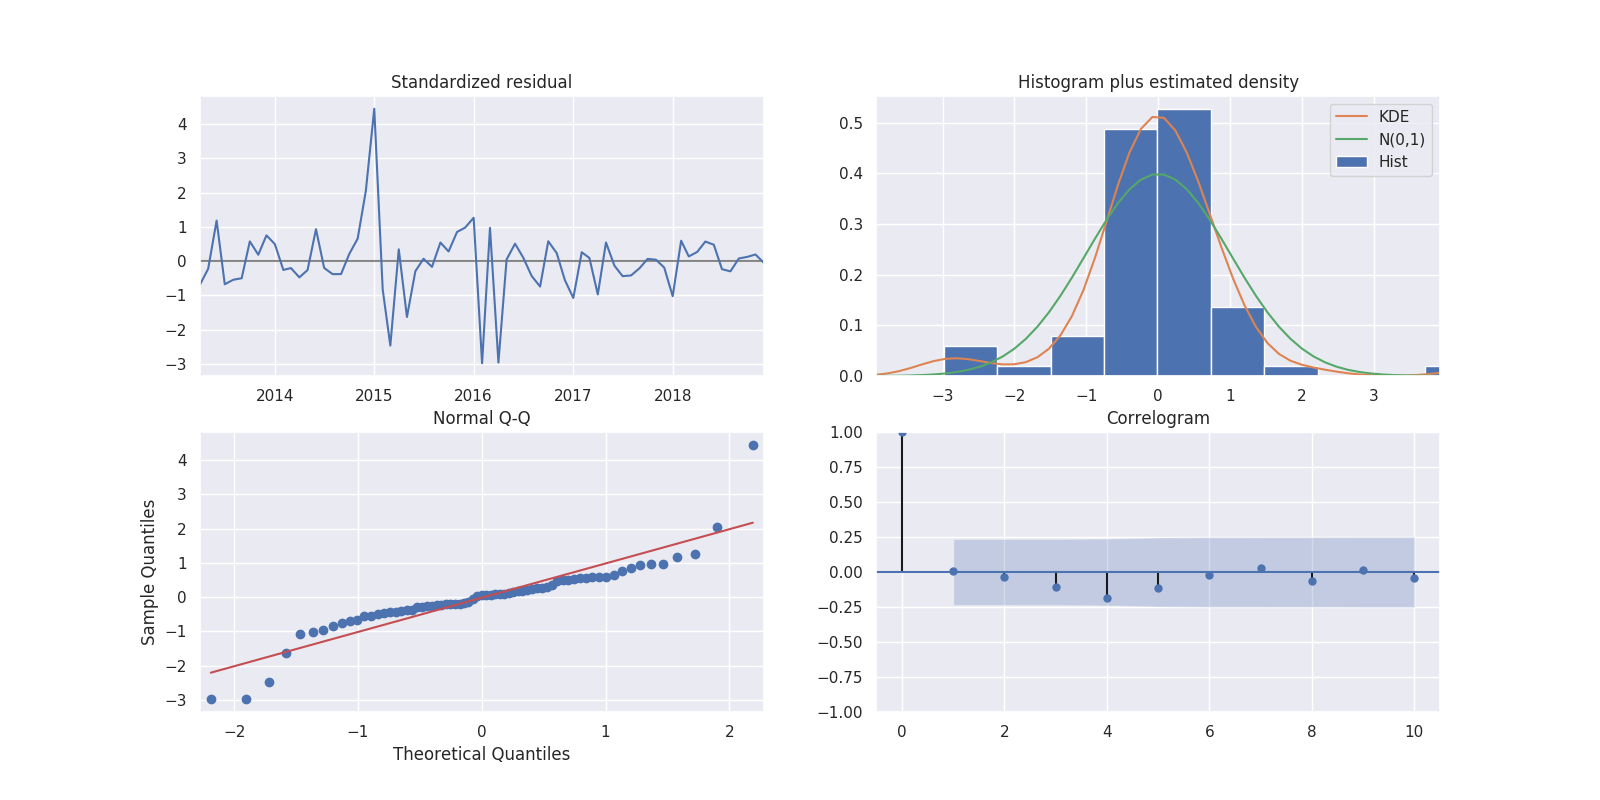 Standardized residual
4
3
2
1
0
−1
−2
−3
2014 2015 2016 2017 2018
Histogram plus estimated density
KDE
N(0,1)
Hist
0.5
0.4
0.3
0.2
0.1
0.0
−3 −2 −1 0 1 2 3
Normal Q-Q
Sample Quantiles
4
3
2
1
0
−1
−2
−3
−2 −1 0 1 2
Theoretical Quantiles
Correlogram
1.00
0.75
0.50
0.25
0.00
−0.25
−0.50
−0.75
−1.00
0 2 4 6 8 10